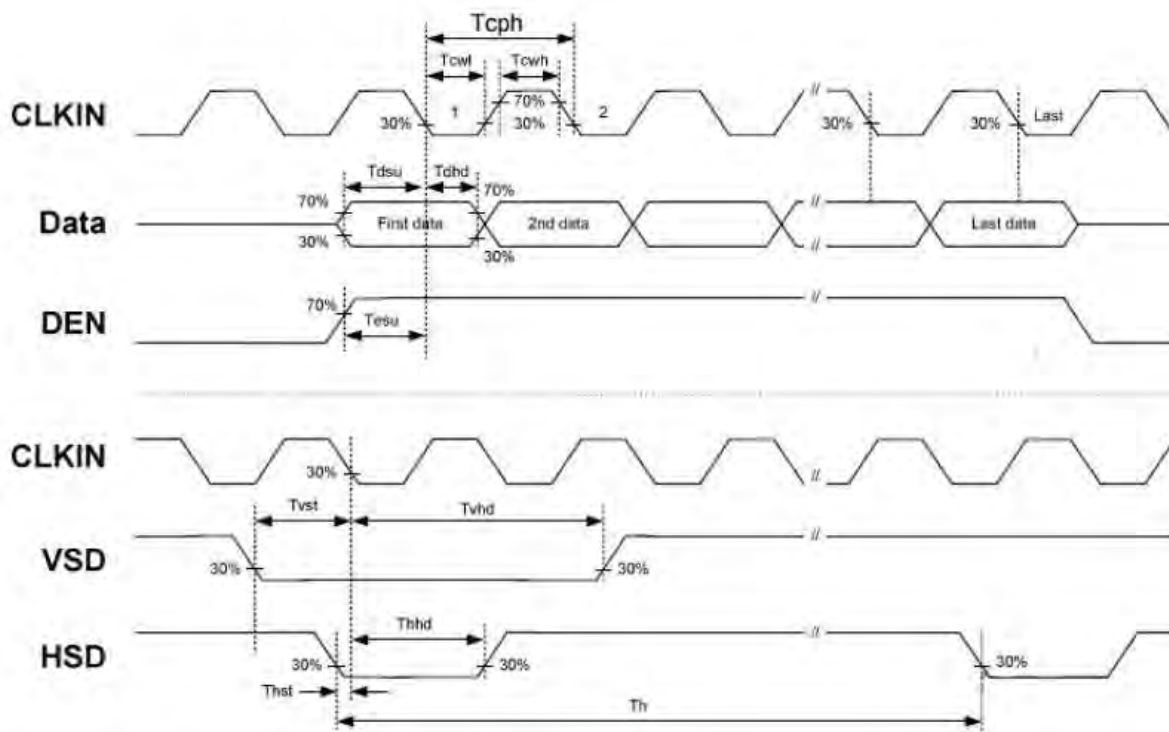 Tcph
Tcwl Tcwh
CLKIN 30% 1 70% 30% 2 30% 30% Last
Tdsu Tdhd
70% 70%
Data First data 2nd data // Last data
30% 30%
DEN 70% //
Tesu
CLKIN 30% //
Tvst Tvhd
VSD 30% 30% //
Thhd
HSD 30% 30% // 30%
Thst
Th